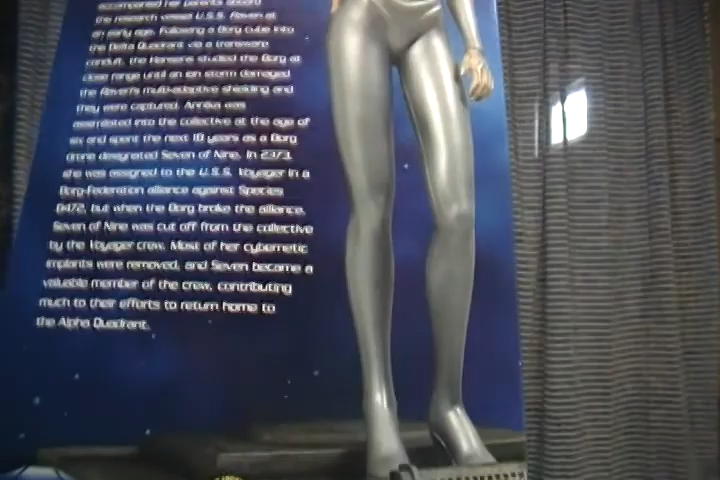 accompanied her parents aboard
the research vessel U.S.S. Raven at
an early age. Following a Borg cube into
the Delta Quadrant via a transwarp
conduit, the Hansens studied the Borg at
close range until an ion storm damaged
the Raven's multi-adaptive shielding and
they were captured. Annika was
assimilated into the collective at the age of
six and spent the next 18 years as a Borg
drone designated Seven of Nine. In 2373,
she was assigned to the U.S.S. Voyager in a
Borg-Federation alliance against Species
8472, but when the Borg broke the alliance,
Seven of Nine was cut off from the collective
by the Voyager crew. Most of her cybernetic
implants were removed, and Seven became a
valuable member of the crew, contributing
much to their efforts to return home to
the Alpha Quadrant.